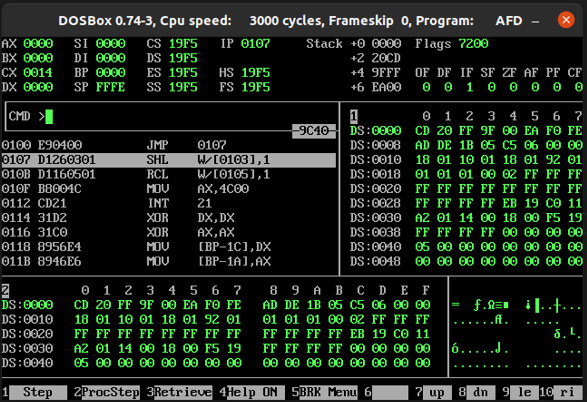 DOSBox 0.74-3, Cpu speed: 3000 cycles, Frameskip 0, Program: AFD
AX 0000 SI 0000 CS 19F5 IP 0107 Stack +0 0000 Flags 7200
BX 0000 DI 0000 DS 19F5 +2 20CD
CX 0014 BP 0000 ES 19F5 HS 19F5 +4 9FFF OF DF IF SF ZF AF PF CF
DX 0000 SP FFFE SS 19F5 FS 19F5 +6 EA00 0 0 1 0 0 0 0 0
CMD >
9C40
0100 E90400 JMP 0107
0107 D1260301 SHL W/[0103],1
010B D1160501 RCL W/[0105],1
010F B8004C MOV AX,4C00
0112 CD21 INT 21
0114 31D2 XOR DX,DX
0116 31C0 XOR AX,AX
0118 8956E4 MOV [BP-1C],DX
011B 8946E6 MOV [BP-1A],AX
1 0 1 2 3 4 5 6 7
DS:0000 CD 20 FF 9F 00 EA F0 FE
DS:0008 AD DE 1B 05 C5 06 00 00
DS:0010 18 01 10 01 18 01 92 01
DS:0018 01 01 01 00 02 FF FF FF
DS:0020 FF FF FF FF FF FF FF FF
DS:0028 FF FF FF FF EB 19 C0 11
DS:0030 A2 01 14 00 18 00 F5 19
DS:0038 FF FF FF FF 00 00 00 00
DS:0040 05 00 00 00 00 00 00 00
DS:0048 00 00 00 00 00 00 00 00
2 0 1 2 3 4 5 6 7 8 9 A B C D E F
DS:0000 CD 20 FF 9F 00 EA F0 FE AD DE 1B 05 C5 06 00 00
DS:0010 18 01 10 01 18 01 92 01 01 01 01 00 02 FF FF FF
DS:0020 FF FF FF FF FF FF FF FF FF FF FF FF EB 19 C0 11
DS:0030 A2 01 14 00 18 00 F5 19 FF FF FF FF 00 00 00 00
DS:0040 05 00 00 00 00 00 00 00 00 00 00 00 00 00 00 00
═ ƒ.Ω≡■ ¡▐..┼...
......Æ. ........
........ ....δ.└.
ó.....⌡. ........
........ ........
1 Step 2 ProcStep 3 Retrieve 4 Help ON 5 BRK Menu 6 7 up 8 dn 9 le 10 ri